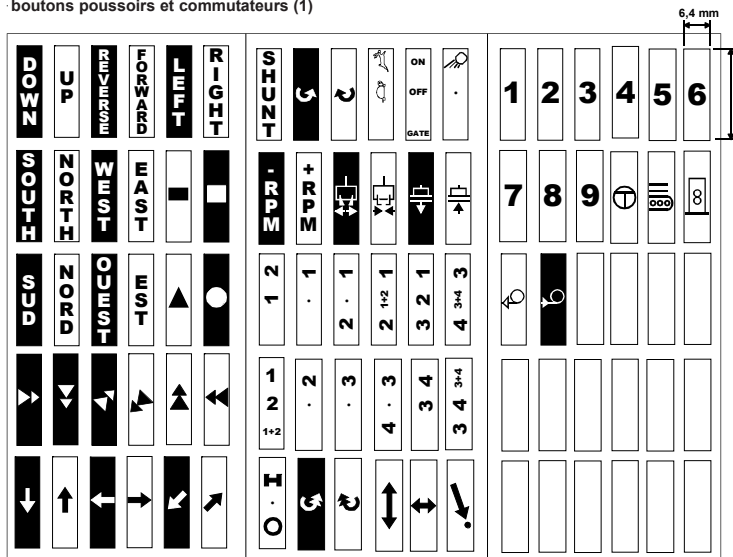 boutons poussoirs et commutateurs (1)
6,4 mm
DOWN UP REVERSE FORWARD LEFT RIGHT
SHUNT
ON
OFF
GATE
1 2 3 4 5 6
SOUTH NORTH WEST EAST
-RPM +RPM
7 8 9 8
SUD NORD OUEST EST
1 2
· 1
2 · 1
2 1+2 1
3 2 1
4 3+4 3
1
2
1+2
· 2
· 3
4 · 3
3 4
3 4 3+4
H · O